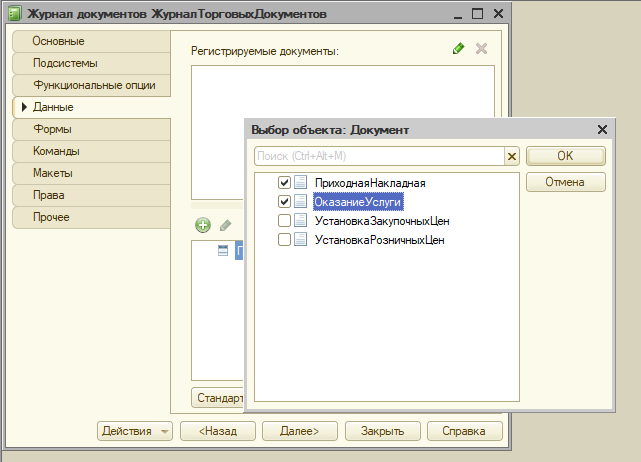 Журнал документов ЖурналТорговыхДокументов
Основные
Подсистемы
Функциональные опции
Данные
Формы
Команды
Макеты
Права
Прочее
Регистрируемые документы:
Стандарт
Действия
<Назад
Далее>
Закрыть
Справка
Выбор объекта: Документ
Поиск (Ctrl+Alt+M)
OK
Отмена
ПриходнаяНакладная
ОказаниеУслуги
УстановкаЗакупочныхЦен
УстановкаРозничныхЦен